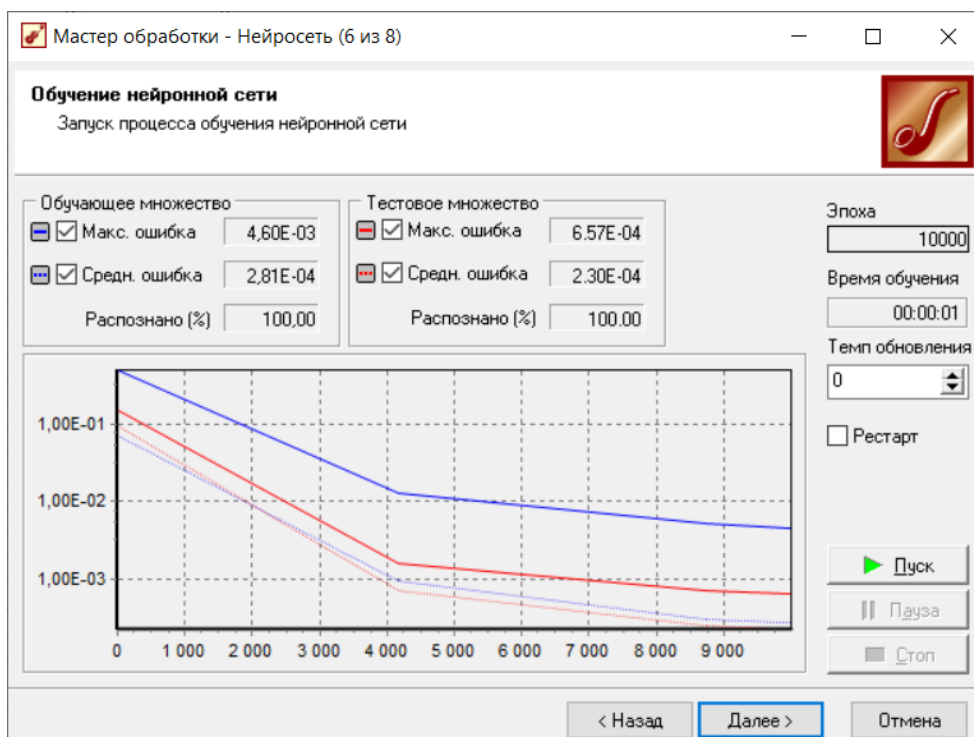 Мастер обработки - Нейросеть (6 из 8)
Обучение нейронной сети
Запуск процесса обучения нейронной сети
Обучающее множество
Макс. ошибка 4,60E-03
Средн. ошибка 2,81E-04
Распознано (%) 100,00
Тестовое множество
Макс. ошибка 6.57E-04
Средн. ошибка 2.30E-04
Распознано (%) 100.00
Эпоха
10000
Время обучения
00:00:01
Темп обновления
0
Рестарт
1,00E-01
1,00E-02
1,00E-03
0 1 000 2 000 3 000 4 000 5 000 6 000 7 000 8 000 9 000
Пуск
Пауза
Стоп
< Назад Далее > Отмена